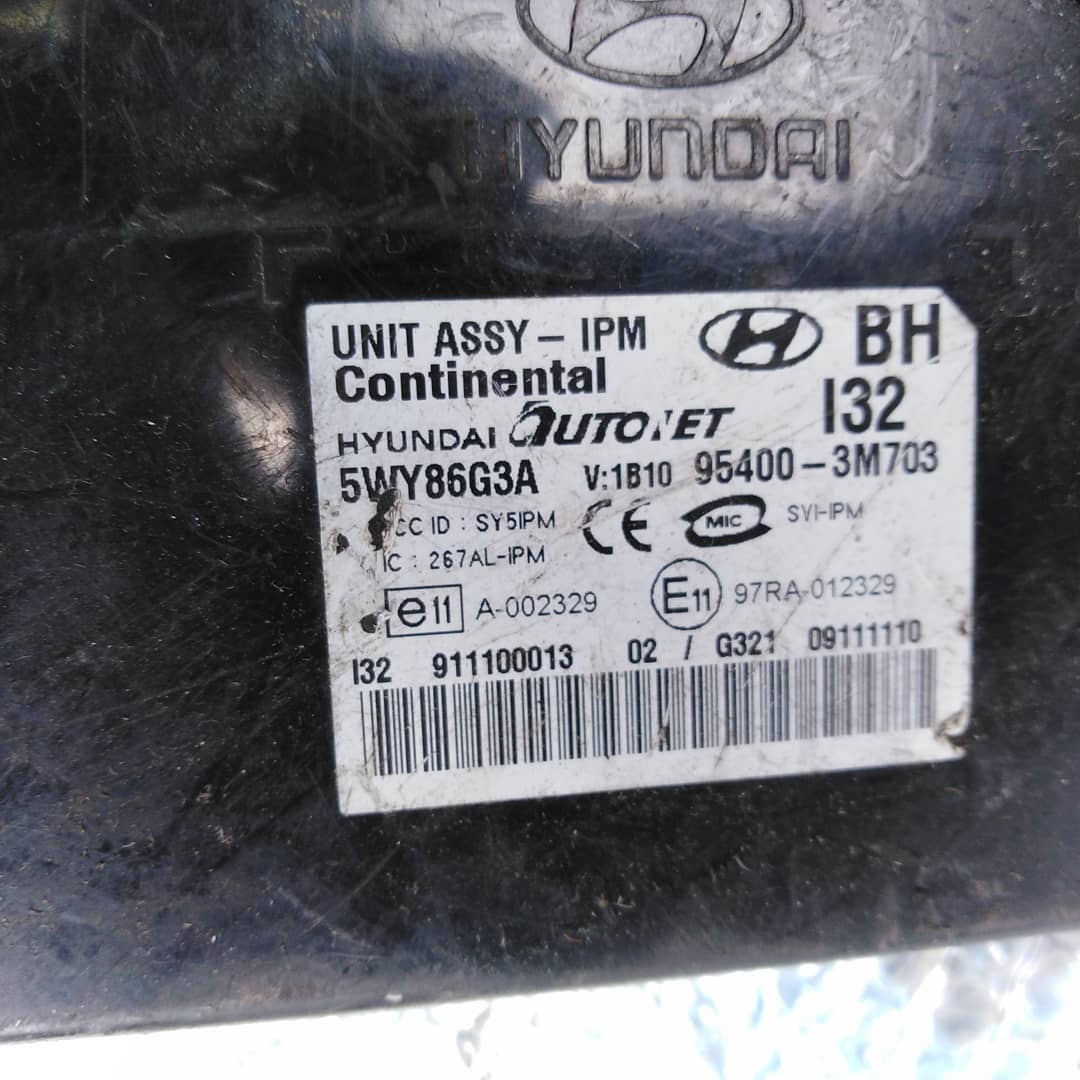 HYUNDAI
UNIT ASSY - IPM BH
Continental I32
HYUNDAI AUTONET
5WY86G3A V:1B10 95400-3M703
CC ID : SY5IPM CE MIC SYI-IPM
IC : 267AL-IPM
e11 A-002329 E11 97RA-012329
I32 911100013 02 / G321 09111110